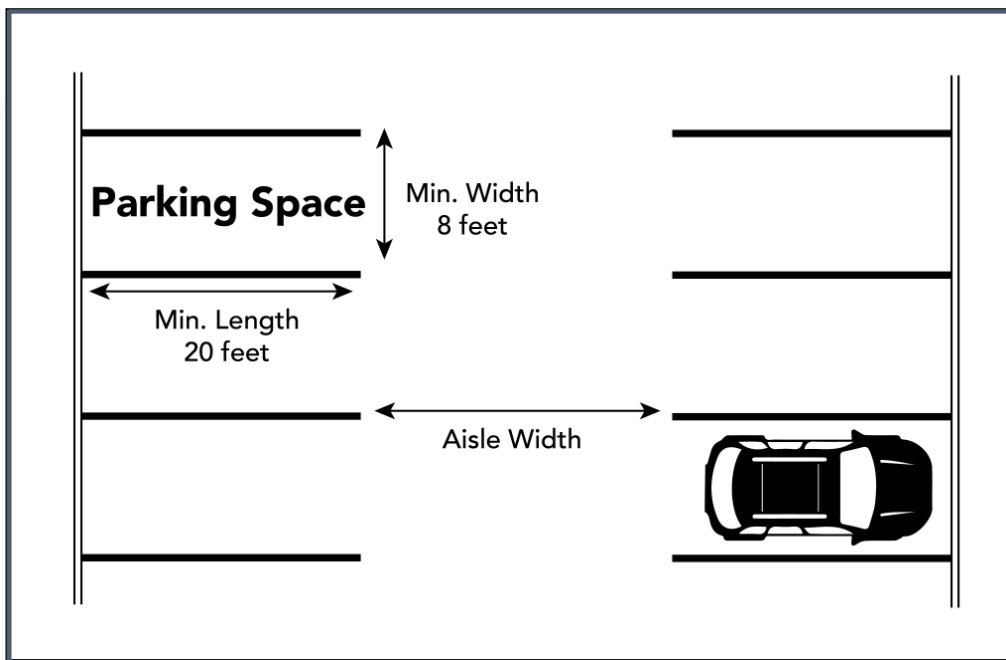 Parking Space
Min. Width
8 feet
Min. Length
20 feet
Aisle Width